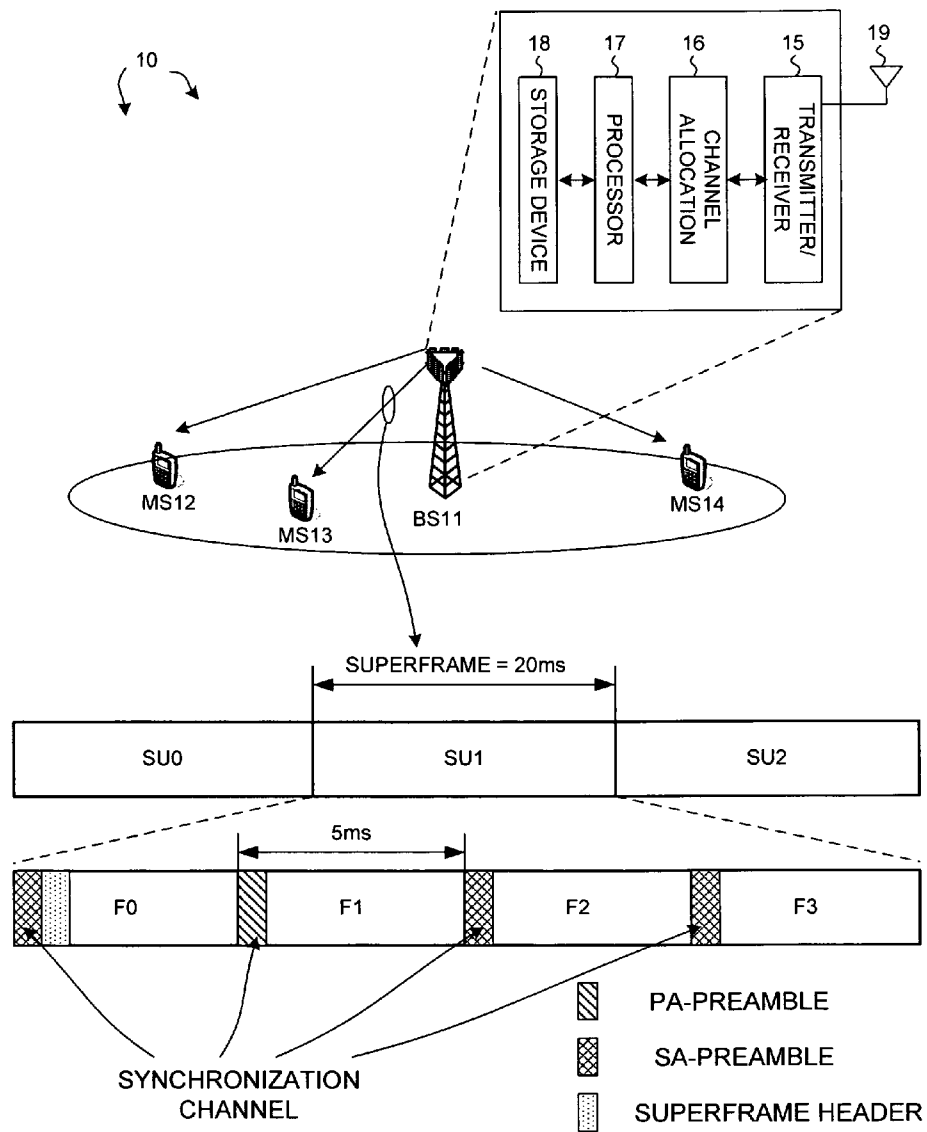 10
18
17
16
15
19
STORAGE DEVICE
PROCESSOR
CHANNEL
ALLOCATION
TRANSMITTER/
RECEIVER
MS12
MS13
BS11
MS14
SUPERFRAME = 20ms
SU0
SU1
SU2
5ms
F0
F1
F2
F3
PA-PREAMBLE
SA-PREAMBLE
SUPERFRAME HEADER
SYNCHRONIZATION
CHANNEL